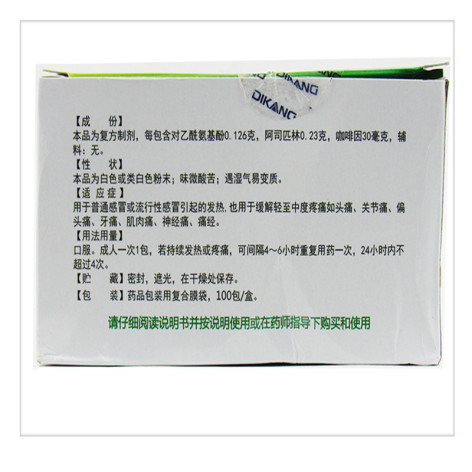 DIKANG
DIKANG
【成　份】
本品为复方制剂，每包含对乙酰氨基酚0.126克，阿司匹林0.23克，咖啡因30毫克，辅
料：无。
【性　状】
本品为白色或类白色粉末；味微酸苦；遇湿气易变质。
【适 应 症】
用于普通感冒或流行性感冒引起的发热.也用于缓解轻至中度疼痛如头痛、关节痛、偏
头痛、牙痛、肌肉痛、神经痛、痛经。
【用法用量】
口服。成人一次1包，若持续发热或疼痛，可间隔4～6小时重复用药一次，24小时内不
超过4次。
【贮　藏】密封，遮光，在干燥处保存。
【包　装】药品包装用复合膜袋，100包/盒。
请仔细阅读说明书并按说明使用或在药师指导下购买和使用